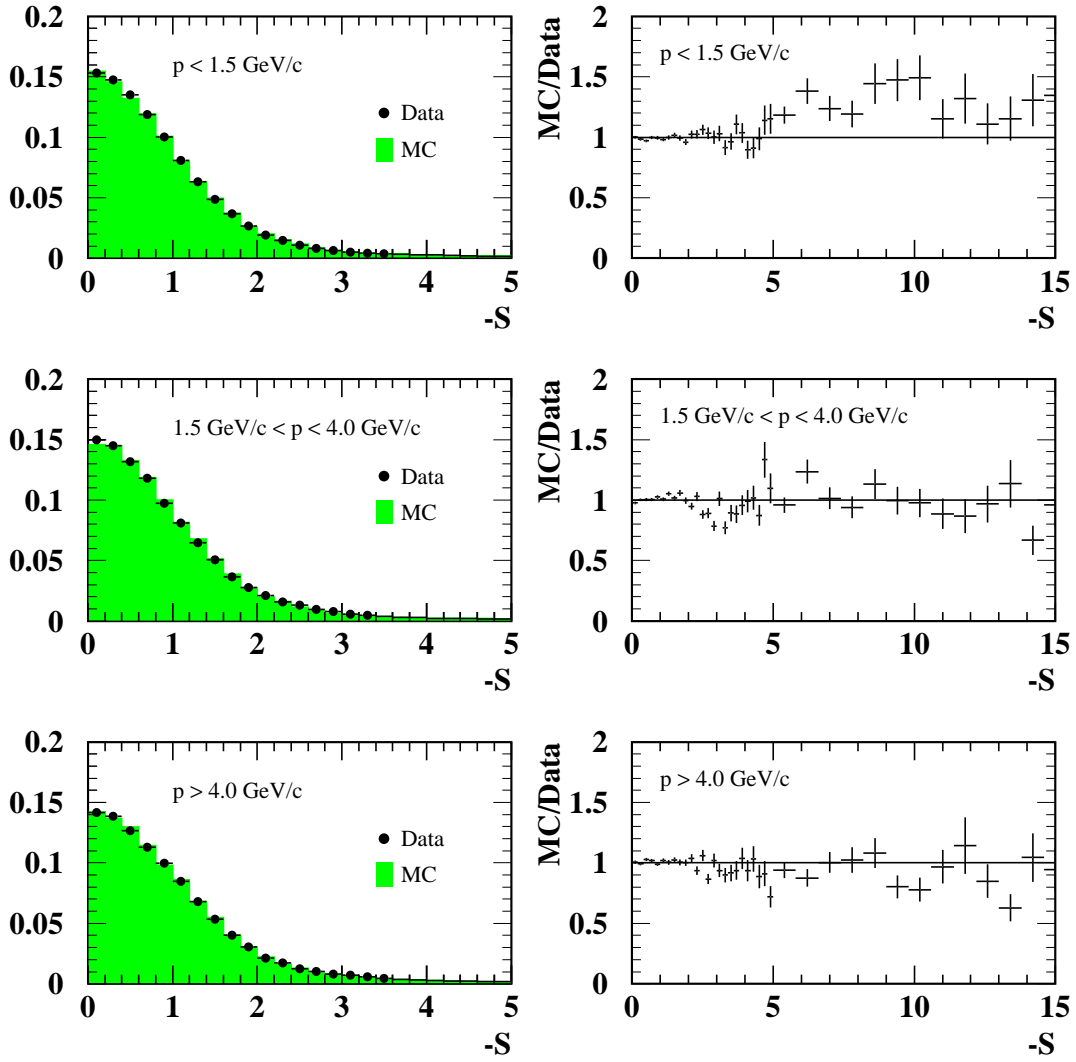 0.2
0.15
0.1
0.05
0
p < 1.5 GeV/c
Data
MC
0 1 2 3 4 5
-S
MC/Data
2
1.5
1
0.5
0
p < 1.5 GeV/c
0 5 10 15
-S
0.2
0.15
0.1
0.05
0
1.5 GeV/c < p < 4.0 GeV/c
Data
MC
0 1 2 3 4 5
-S
MC/Data
2
1.5
1
0.5
0
1.5 GeV/c < p < 4.0 GeV/c
0 5 10 15
-S
0.2
0.15
0.1
0.05
0
p > 4.0 GeV/c
Data
MC
0 1 2 3 4 5
-S
MC/Data
2
1.5
1
0.5
0
p > 4.0 GeV/c
0 5 10 15
-S